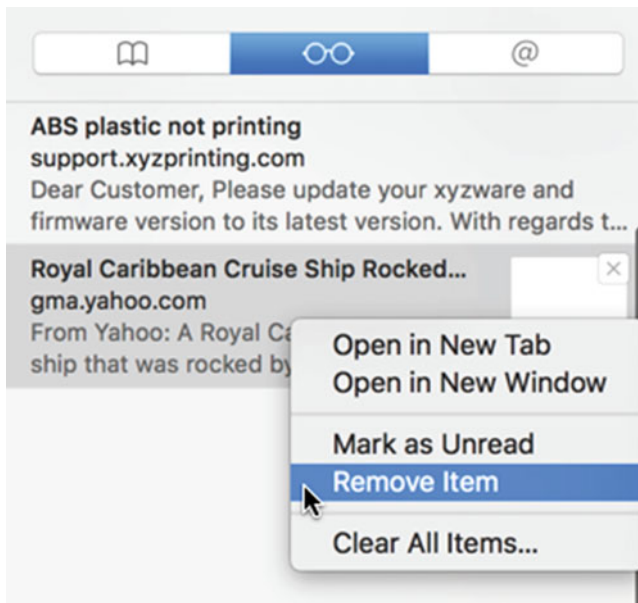 @
ABS plastic not printing
support.xyzprinting.com
Dear Customer, Please update your xyzware and
firmware version to its latest version. With regards t...
Royal Caribbean Cruise Ship Rocked...
gma.yahoo.com
From Yahoo: A Royal Ca
ship that was rocked by
Open in New Tab
Open in New Window
Mark as Unread
Remove Item
Clear All Items...